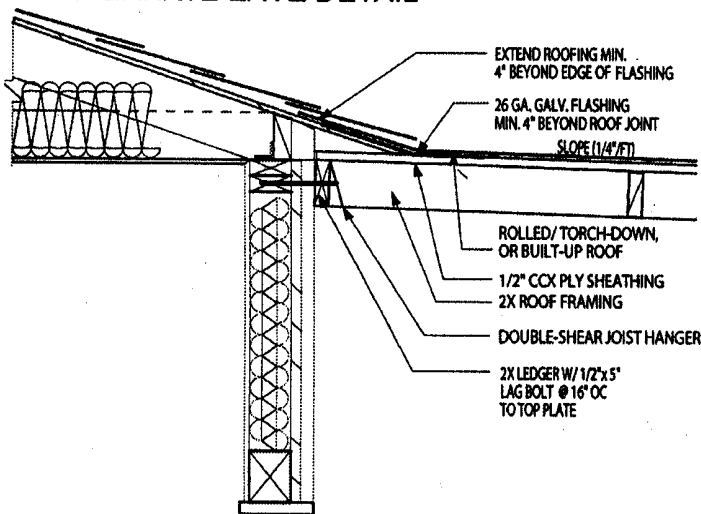 EXTEND ROOFING MIN.
4" BEYOND EDGE OF FLASHING
26 GA. GALV. FLASHING
MIN. 4" BEYOND ROOF JOINT
SLOPE (1/4"/FT)
ROLLED/ TORCH-DOWN,
OR BUILT-UP ROOF
1/2" CCX PLY SHEATHING
2X ROOF FRAMING
DOUBLE-SHEAR JOIST HANGER
2X LEDGER W/ 1/2"x 5"
LAG BOLT @ 16" OC
TO TOP PLATE